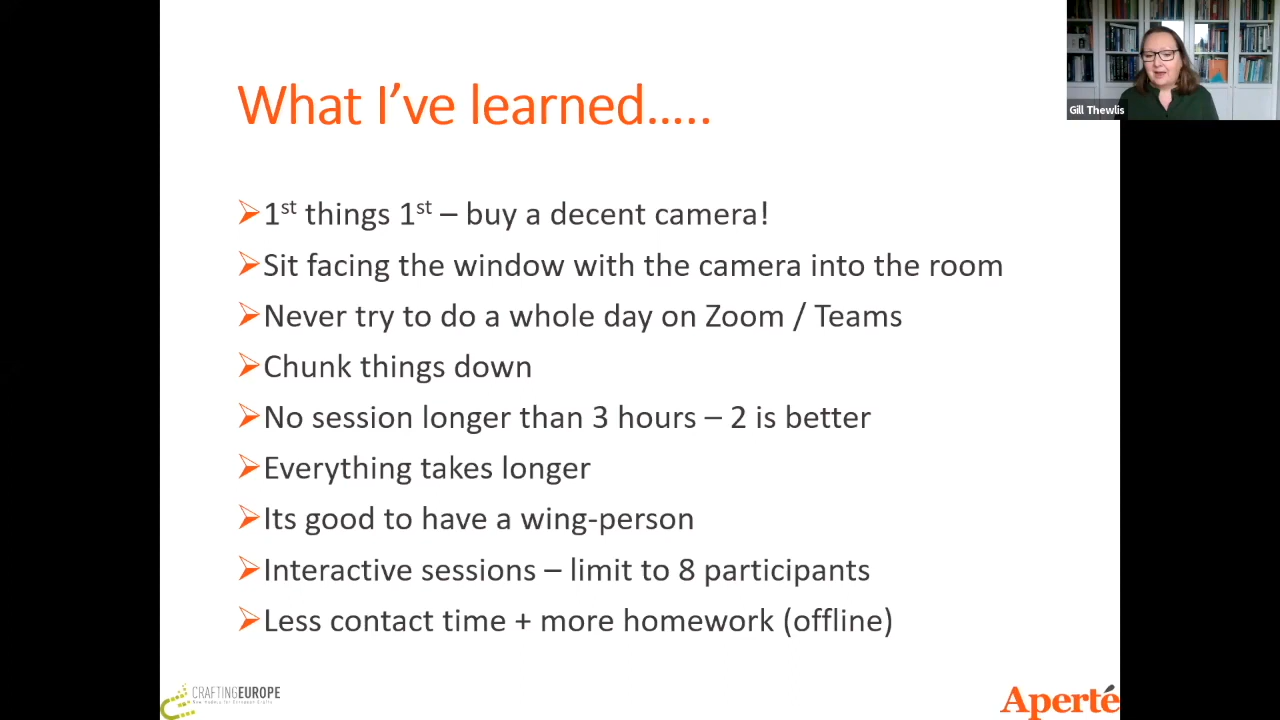 What I’ve learned…..
Gill Thewlis
1st things 1st – buy a decent camera!
Sit facing the window with the camera into the room
Never try to do a whole day on Zoom / Teams
Chunk things down
No session longer than 3 hours – 2 is better
Everything takes longer
Its good to have a wing-person
Interactive sessions – limit to 8 participants
Less contact time + more homework (offline)
CRAFTINGEUROPE
Aperté